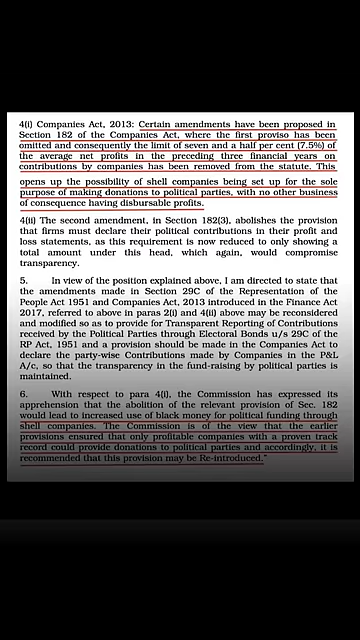 4(i) Companies Act, 2013: Certain amendments have been proposed in
Section 182 of the Companies Act, where the first proviso has been
omitted and consequently the limit of seven and a half per cent (7.5%) of
the average net profits in the preceding three financial years on
contributions by companies has been removed from the statute. This
opens up the possibility of shell companies being set up for the sole
purpose of making donations to political parties, with no other business
of consequence having disbursable profits.
4(ii) The second amendment, in Section 182(3), abolishes the provision
that firms must declare their political contributions in their profit and
loss statements, as this requirement is now reduced to only showing a
total amount under this head, which again, would compromise
transparency.
5. In view of the position explained above, I am directed to state that
the amendments made in Section 29C of the Representation of the
People Act 1951 and Companies Act, 2013 introduced in the Finance Act
2017, referred to above in paras 2(i) and 4(ii) above may be reconsidered
and modified so as to provide for Transparent Reporting of Contributions
received by the Political Parties through Electoral Bonds u/s 29C of the
RP Act, 1951 and a provision should be made in the Companies Act to
declare the party-wise Contributions made by Companies in the P&L
A/c, so that the transparency in the fund-raising by political parties is
maintained.
6. With respect to para 4(i), the Commission has expressed its
apprehension that the abolition of the relevant provision of Sec. 182
would lead to increased use of black money for political funding through
shell companies. The Commission is of the view that the earlier
provisions ensured that only profitable companies with a proven track
record could provide donations to political parties and accordingly, it is
recommended that this provision may be Re-introduced."